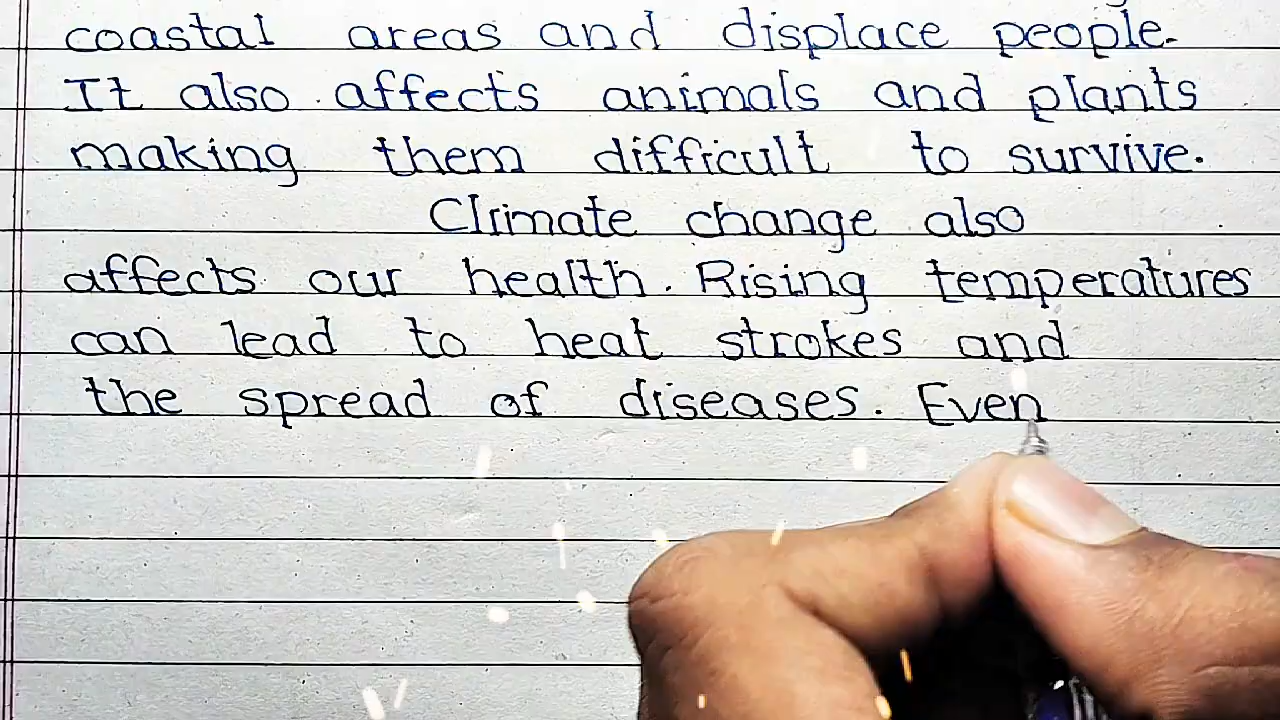 coastal areas and displace people.
It also affects animals and plants
making them difficult to survive.
Climate change also
affects our health. Rising temperatures
can lead to heat strokes and
the spread of diseases. Even